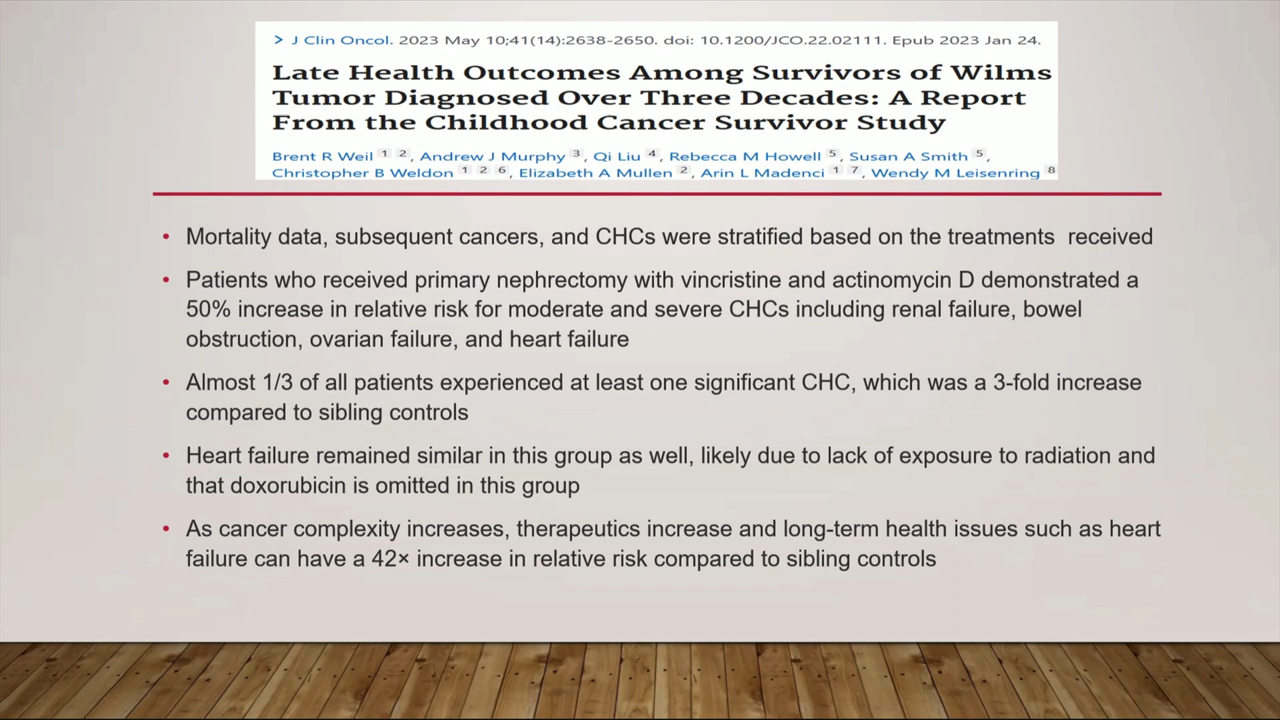 > J Clin Oncol. 2023 May 10;41(14):2638-2650. doi: 10.1200/JCO.22.02111. Epub 2023 Jan 24.
Late Health Outcomes Among Survivors of Wilms
Tumor Diagnosed Over Three Decades: A Report
From the Childhood Cancer Survivor Study
Brent R Weil 1 2, Andrew J Murphy 3, Qi Liu 4, Rebecca M Howell 5, Susan A Smith 5,
Christopher B Weldon 1 2 6, Elizabeth A Mullen 2, Arin L Madenci 1 7, Wendy M Leisenring 8
• Mortality data, subsequent cancers, and CHCs were stratified based on the treatments received
• Patients who received primary nephrectomy with vincristine and actinomycin D demonstrated a
50% increase in relative risk for moderate and severe CHCs including renal failure, bowel
obstruction, ovarian failure, and heart failure
• Almost 1/3 of all patients experienced at least one significant CHC, which was a 3-fold increase
compared to sibling controls
• Heart failure remained similar in this group as well, likely due to lack of exposure to radiation and
that doxorubicin is omitted in this group
• As cancer complexity increases, therapeutics increase and long-term health issues such as heart
failure can have a 42× increase in relative risk compared to sibling controls